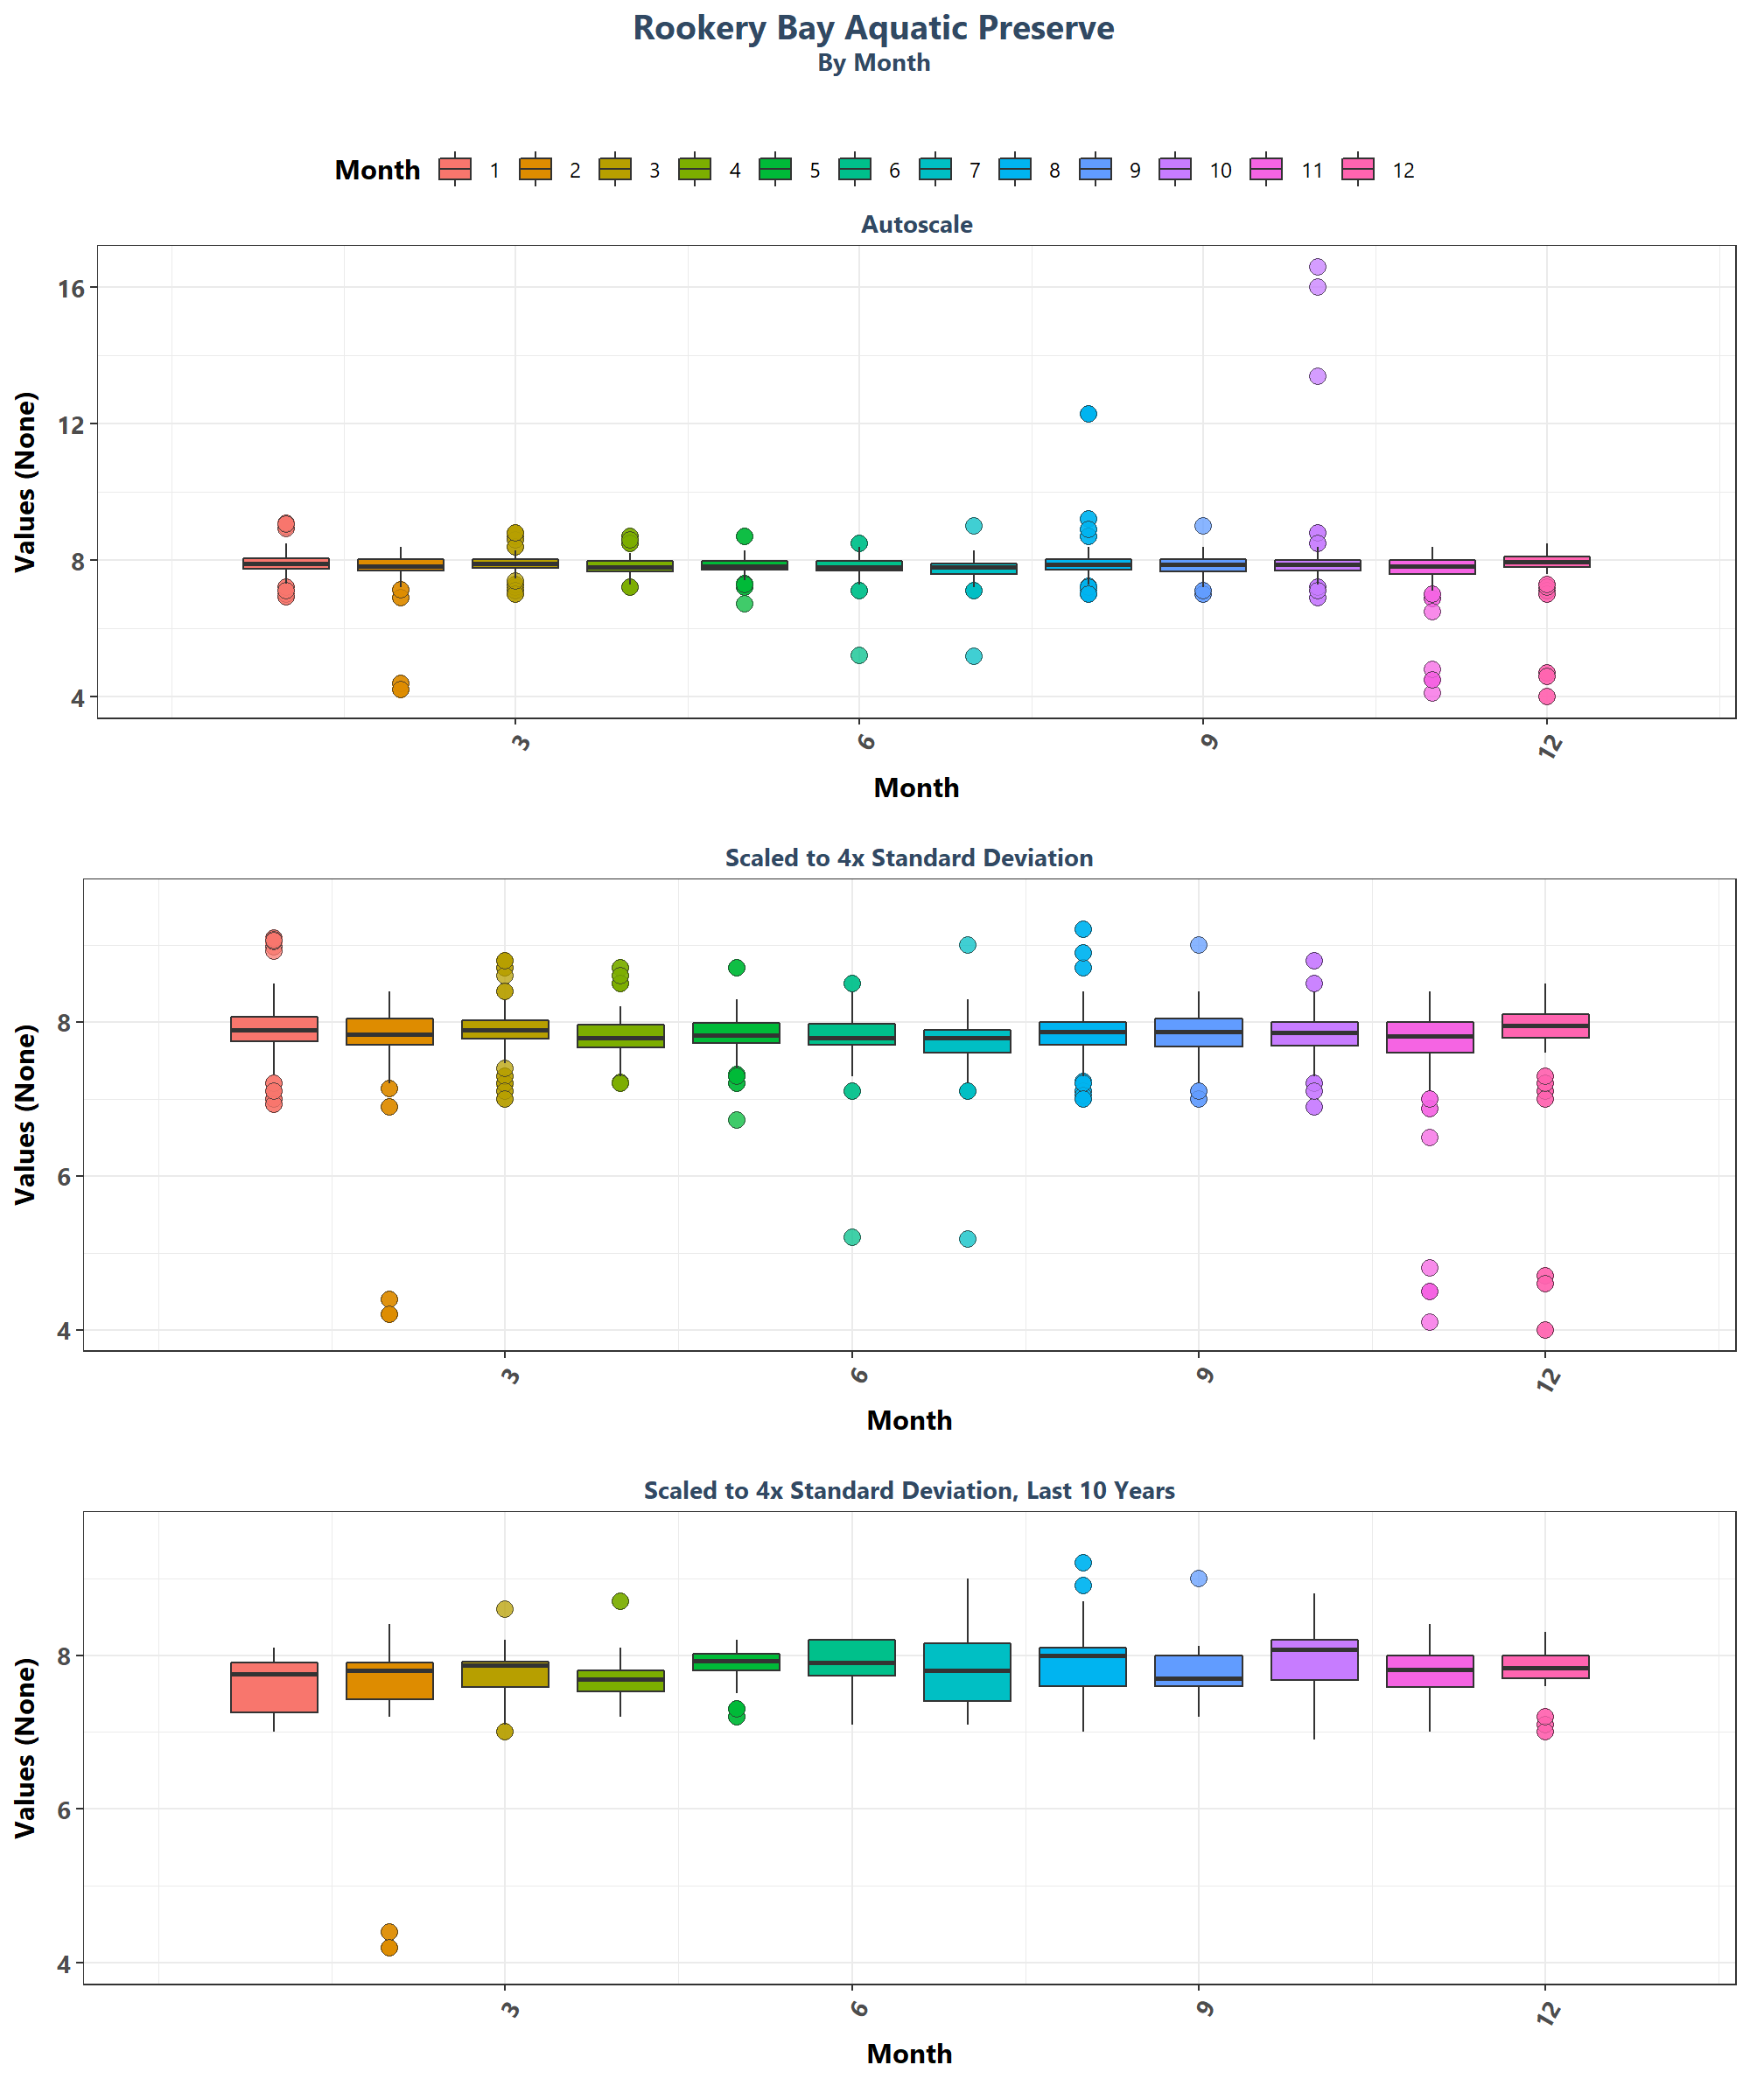 Rookery Bay Aquatic Preserve
By Month
Month 1 2 3 4 5 6 7 8 9 10 11 12
Autoscale
Values (None)
16
12
8
4
3 6 9 12
Month
Scaled to 4x Standard Deviation
Values (None)
8
6
4
3 6 9 12
Month
Scaled to 4x Standard Deviation, Last 10 Years
Values (None)
8
6
4
3 6 9 12
Month